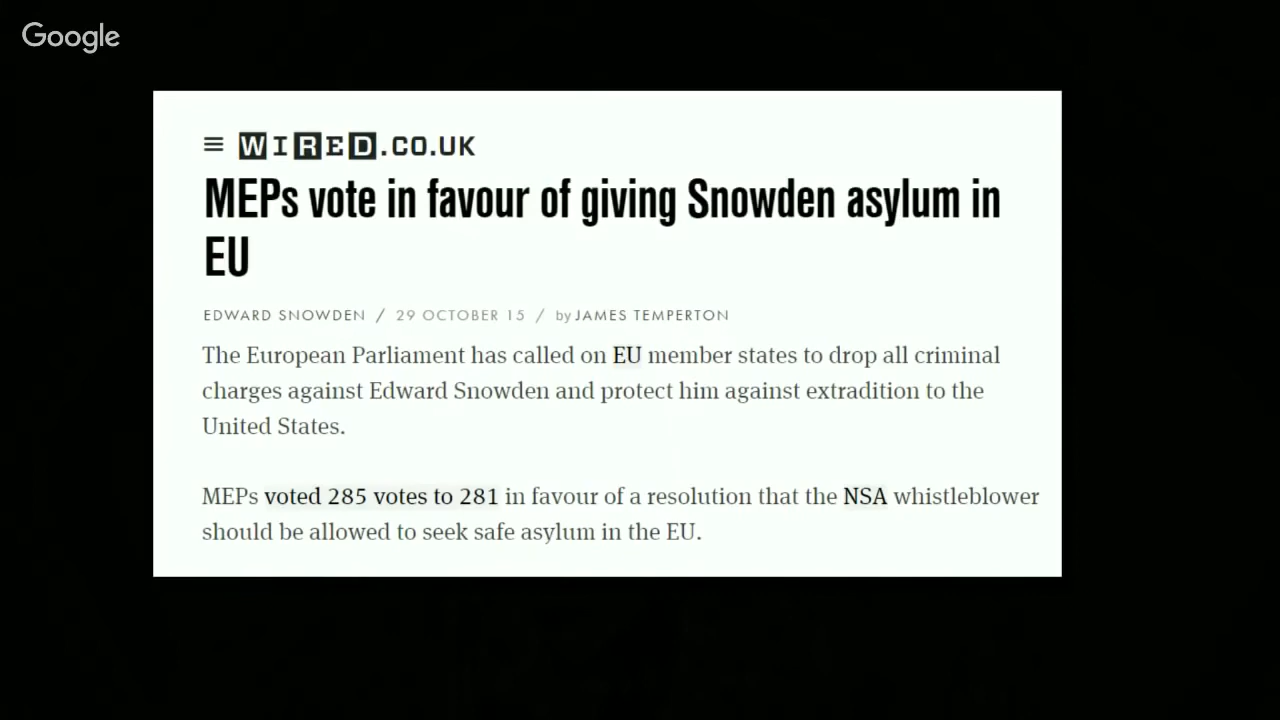 Google
WIRED.CO.UK
MEPs vote in favour of giving Snowden asylum in
EU
EDWARD SNOWDEN / 29 OCTOBER 15 / by JAMES TEMPERTON
The European Parliament has called on EU member states to drop all criminal
charges against Edward Snowden and protect him against extradition to the
United States.
MEPs voted 285 votes to 281 in favour of a resolution that the NSA whistleblower
should be allowed to seek safe asylum in the EU.